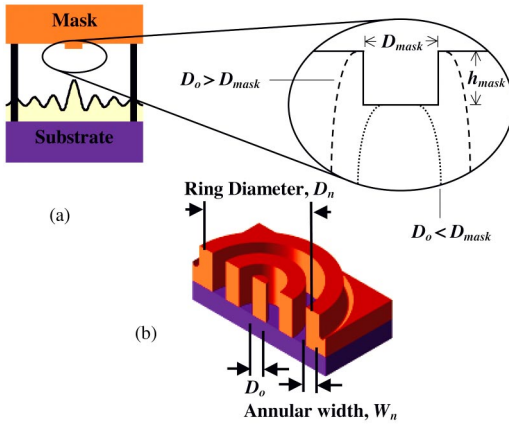 Mask
Substrate
(a)
D_mask
h_mask
D_o > D_mask
D_o < D_mask
Ring Diameter, D_n
(b)
D_o
Annular width, W_n